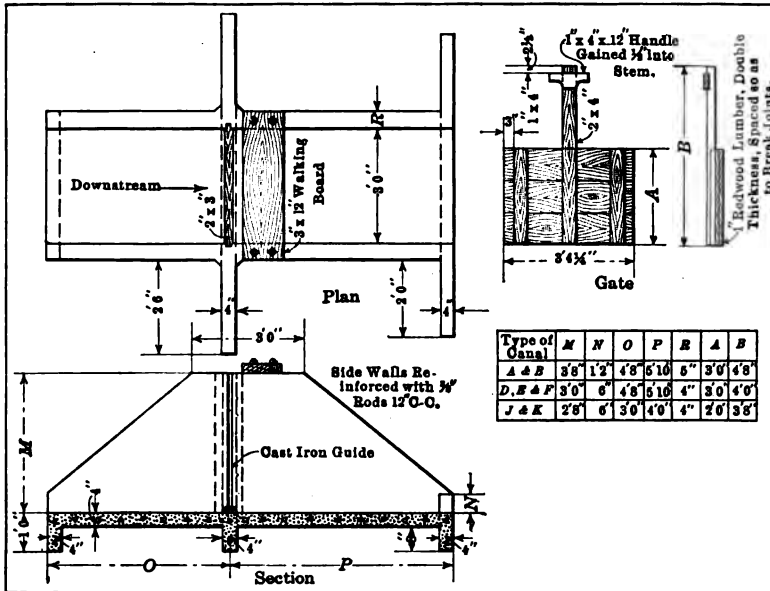 Downstream
2" x 3"
3" x 12" Walking
Board
3'0"
R
2'6"
4"
2'0"
4"
Plan
2½"
1" x 4" x 12" Handle
Gained ⅛" Into
Stem.
1" x 4"
2" x 4"
A
B
3'4¼"
Gate
1" Redwood Lumber, Double
Thickness, Spaced so as
to Break Joints.
3'0"
Side Walls Re-
inforced with ⅜"
Rods 12" C-C.
Cast Iron Guide
M
N
1'0"
4"
4"
4"
4"
O
P
Section
Type of Canal M N O P R A B
A & B 3'8" 1'2" 4'8" 5'10" 5" 3'0" 4'8"
D, E & F 3'0" 6" 4'8" 5'10" 4" 3'0" 4'0"
J & K 2'8" 6" 3'0" 4'0" 4" 2'0" 3'8"